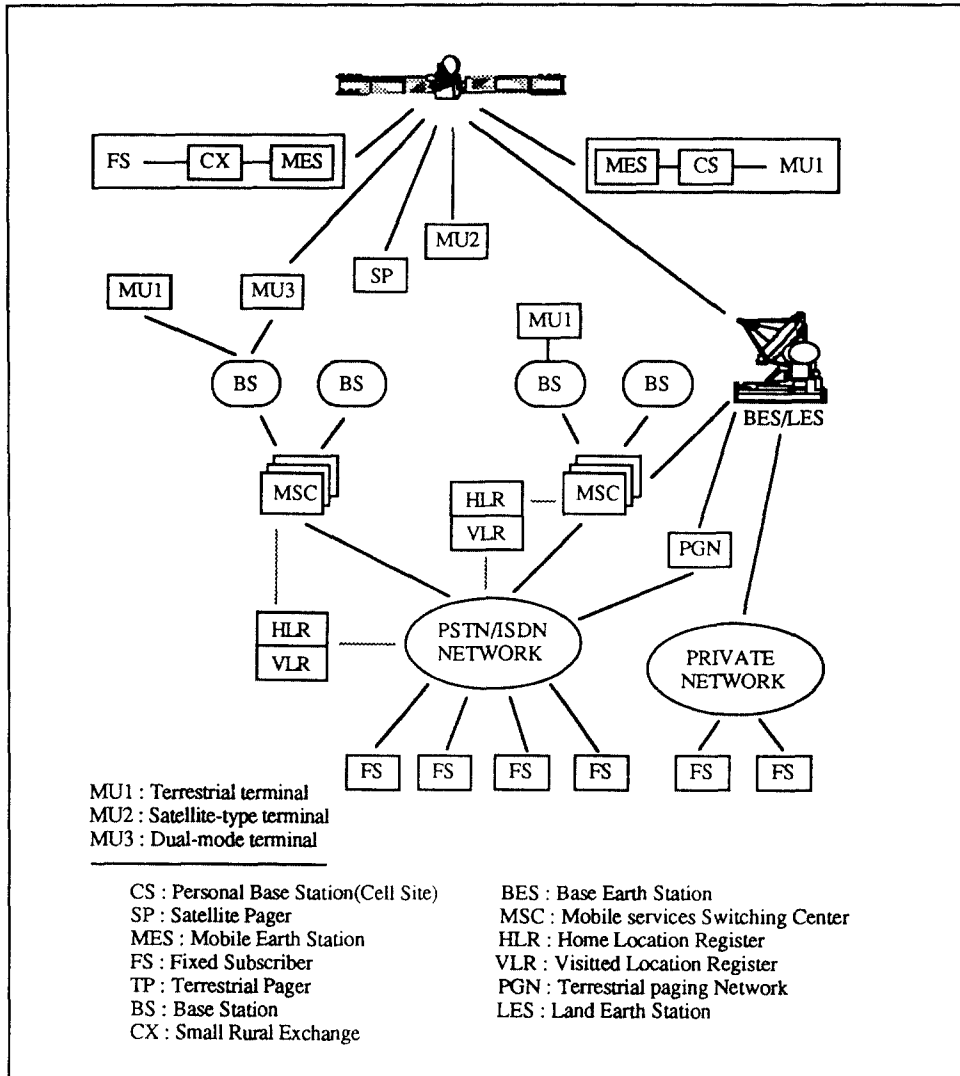 FS CX MES
MES CS MU1
MU2
SP
MU1 MU3
MU1
BS BS BS BS
BES/LES
MSC HLR MSC
VLR
PGN
HLR
VLR
PSTN/ISDN
NETWORK
PRIVATE
NETWORK
FS FS FS FS FS FS
MU1 : Terrestrial terminal
MU2 : Satellite-type terminal
MU3 : Dual-mode terminal
CS : Personal Base Station(Cell Site)
SP : Satellite Pager
MES : Mobile Earth Station
FS : Fixed Subscriber
TP : Terrestrial Pager
BS : Base Station
CX : Small Rural Exchange
BES : Base Earth Station
MSC : Mobile services Switching Center
HLR : Home Location Register
VLR : Visitted Location Register
PGN : Terrestrial paging Network
LES : Land Earth Station